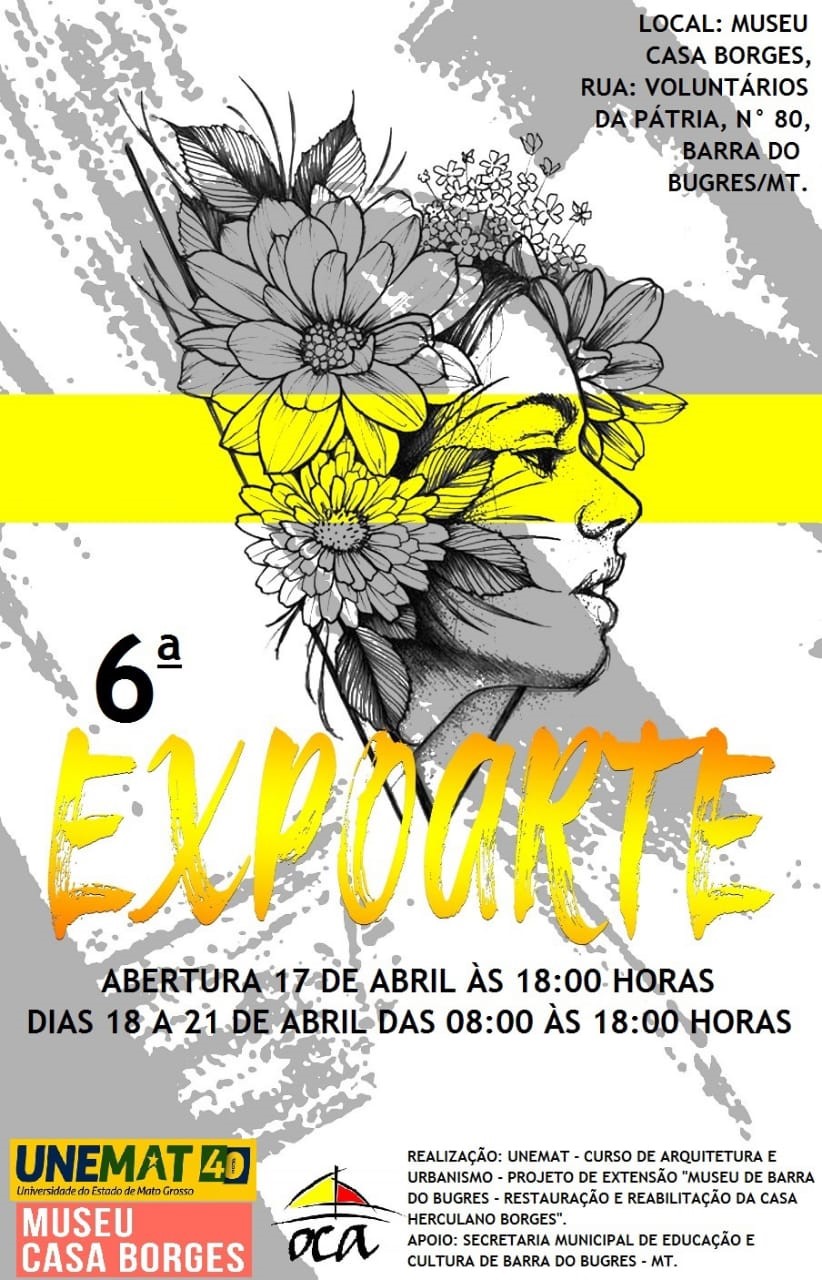 LOCAL: MUSEU
CASA BORGES,
RUA: VOLUNTÁRIOS
DA PÁTRIA, N° 80,
BARRA DO
BUGRES/MT.
6ª
EXPOARTE
ABERTURA 17 DE ABRIL ÀS 18:00 HORAS
DIAS 18 A 21 DE ABRIL DAS 08:00 ÀS 18:00 HORAS
UNEMAT 40
Universidade do Estado de Mato Grosso
MUSEU
CASA BORGES
oca
REALIZAÇÃO: UNEMAT - CURSO DE ARQUITETURA E
URBANISMO - PROJETO DE EXTENSÃO "MUSEU DE BARRA
DO BUGRES - RESTAURAÇÃO E REABILITAÇÃO DA CASA
HERCULANO BORGES".
APOIO: SECRETARIA MUNICIPAL DE EDUCAÇÃO E
CULTURA DE BARRA DO BUGRES - MT.